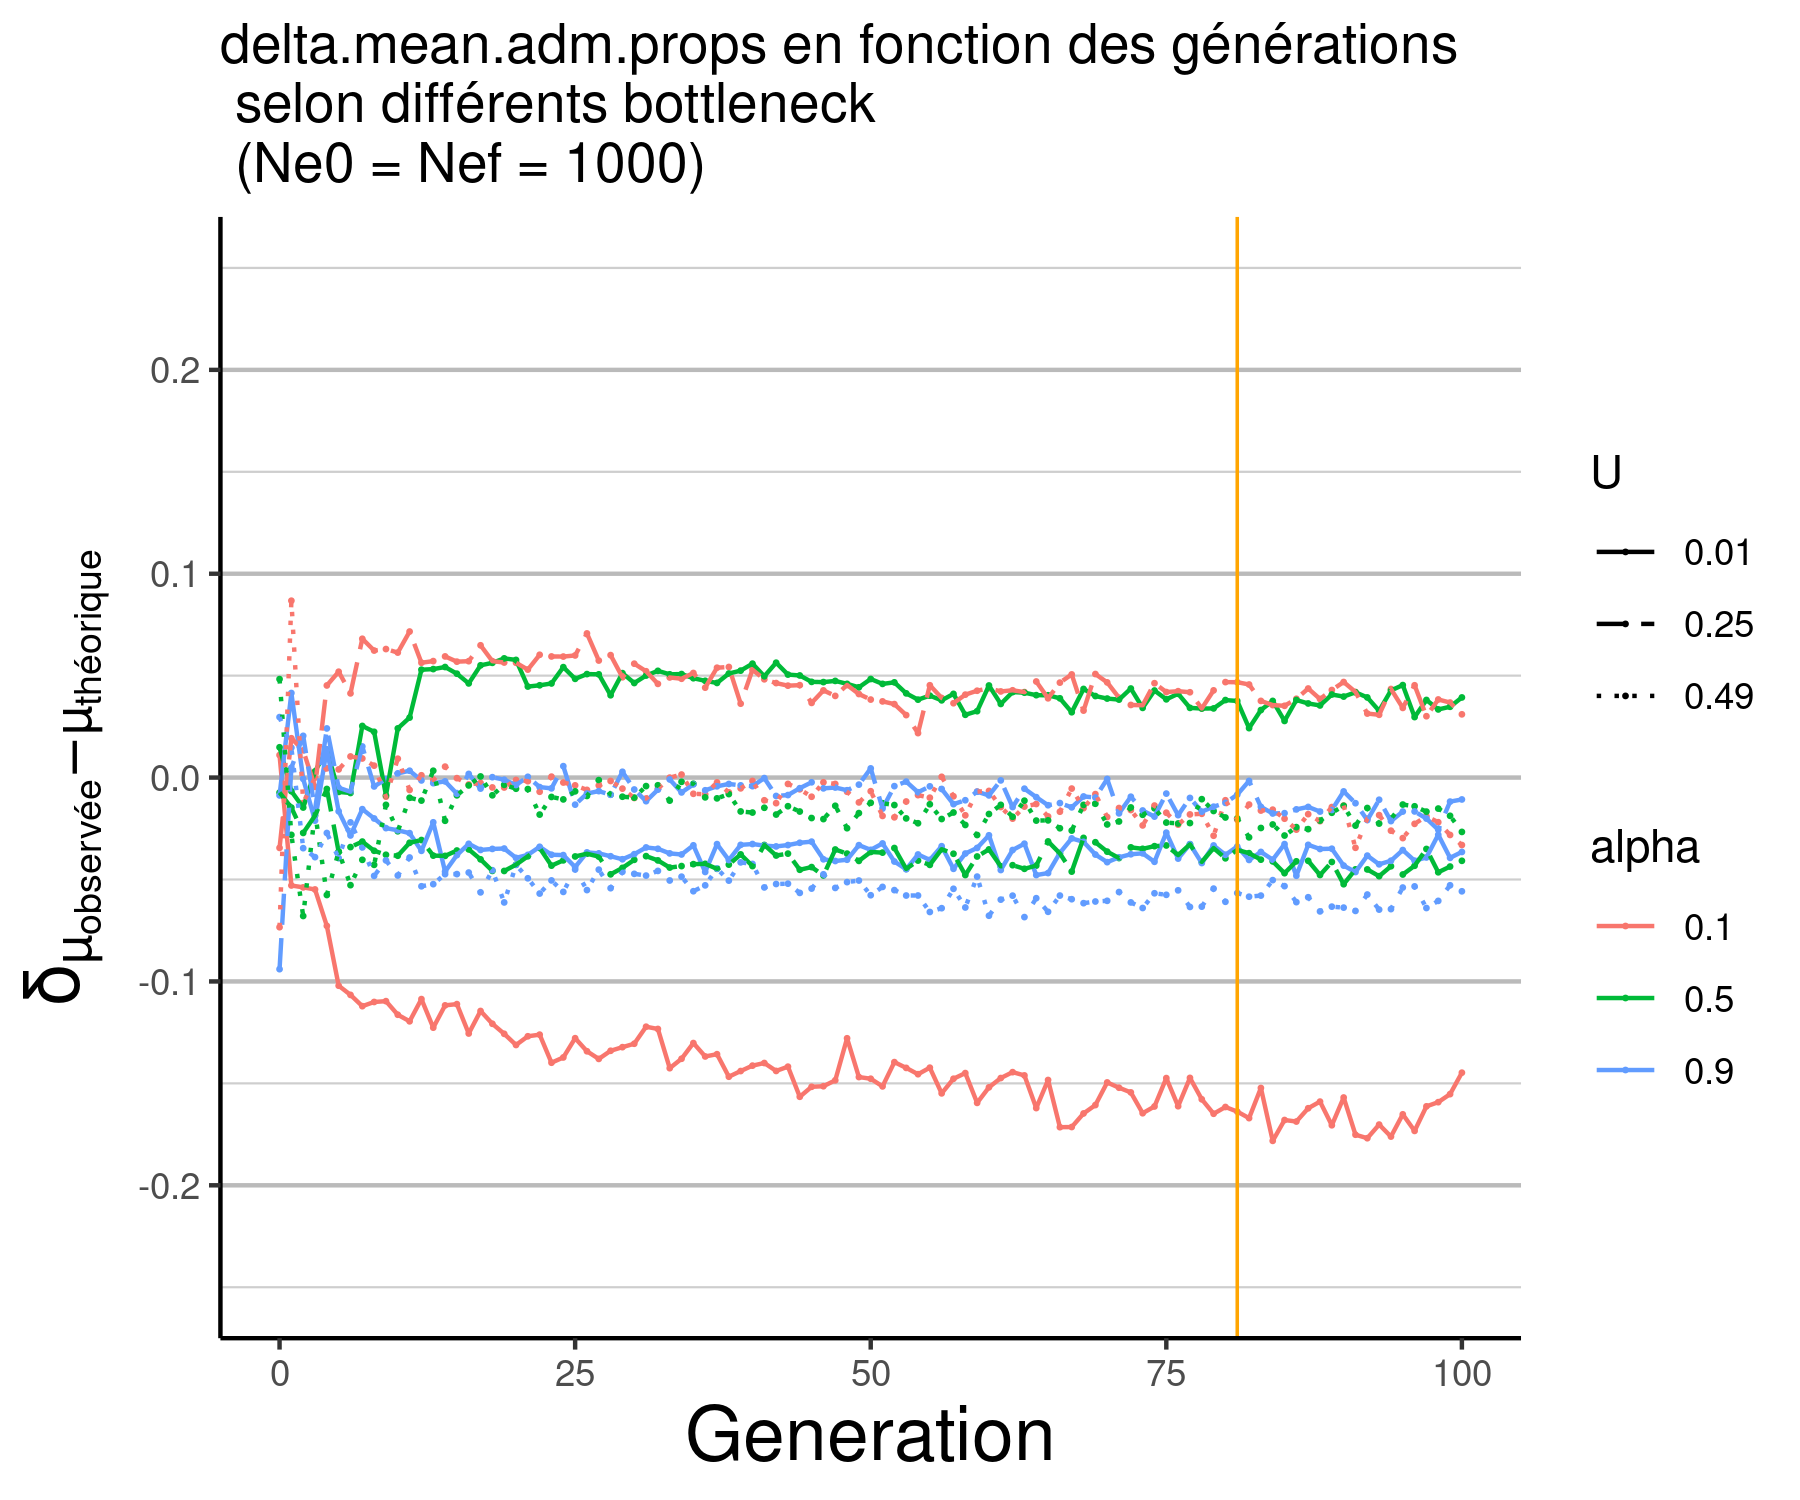 delta.mean.adm.props en fonction des générations
selon différents bottleneck
(Ne0 = Nef = 1000)
δμobservée − μthéorique
0.2
0.1
0.0
-0.1
-0.2
0
25
50
75
100
Generation
U
0.01
0.25
0.49
alpha
0.1
0.5
0.9